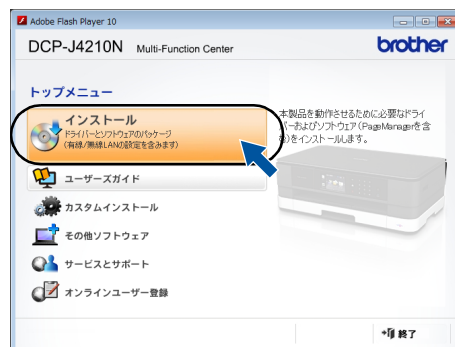 Adobe Flash Player 10
DCP-J4210N Multi-Function Center
brother
トップメニュー
インストール
ドライバーとソフトウェアのパッケージ
(有線/無線LANの設定を含みます)
本製品を動作させるために必要なドライ
バーおよびソフトウェア(PageManagerを含
む)をインストールします。
ユーザーズガイド
カスタムインストール
その他ソフトウェア
サービスとサポート
オンラインユーザー登録
終了